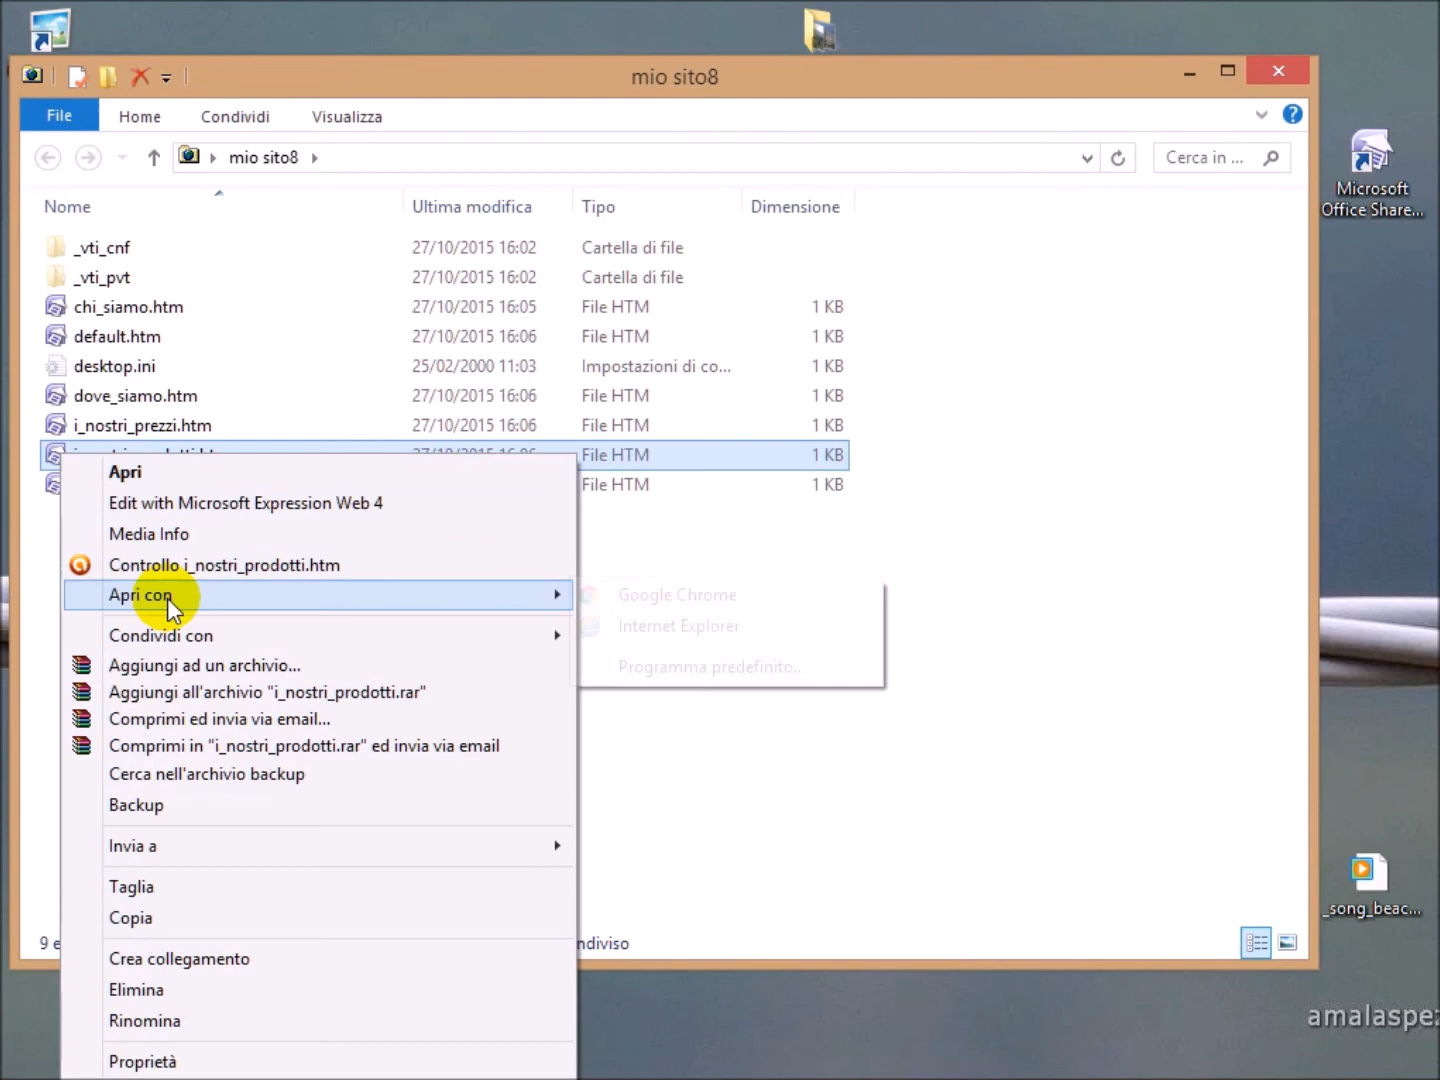 mio sito8
File Home Condividi Visualizza
mio sito8 Cerca in ...
Microsoft
Office Share...
Nome Ultima modifica Tipo Dimensione
_vti_cnf 27/10/2015 16:02 Cartella di file
_vti_pvt 27/10/2015 16:02 Cartella di file
chi_siamo.htm 27/10/2015 16:05 File HTM 1 KB
default.htm 27/10/2015 16:06 File HTM 1 KB
desktop.ini 25/02/2000 11:03 Impostazioni di co... 1 KB
dove_siamo.htm 27/10/2015 16:06 File HTM 1 KB
i_nostri_prezzi.htm 27/10/2015 16:06 File HTM 1 KB
File HTM 1 KB
File HTM 1 KB
Apri
Edit with Microsoft Expression Web 4
Media Info
Controllo i_nostri_prodotti.htm
Apri con
Google Chrome
Internet Explorer
Programma predefinito...
Condividi con
Aggiungi ad un archivio...
Aggiungi all'archivio "i_nostri_prodotti.rar"
Comprimi ed invia via email...
Comprimi in "i_nostri_prodotti.rar" ed invia via email
Cerca nell'archivio backup
Backup
Invia a
Taglia
Copia
Crea collegamento
Elimina
Rinomina
Proprietà
9 e
ndiviso
_song_beac...
amalaspez